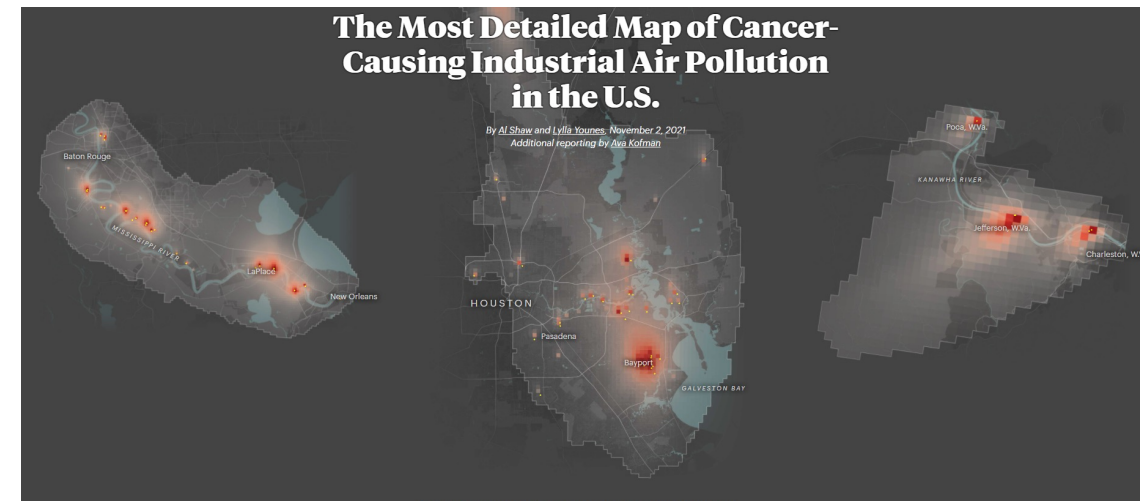 The Most Detailed Map of Cancer-
Causing Industrial Air Pollution
in the U.S.
By Al Shaw and Lylla Younes, November 2, 2021
Additional reporting by Ava Kofman
Baton Rouge
MISSISSIPPI RIVER
LaPlace
New Orleans
HOUSTON
Pasadena
Bayport
GALVESTON BAY
Poca, W.Va.
KANAWHA RIVER
Jefferson, W.Va.
Charleston, W.